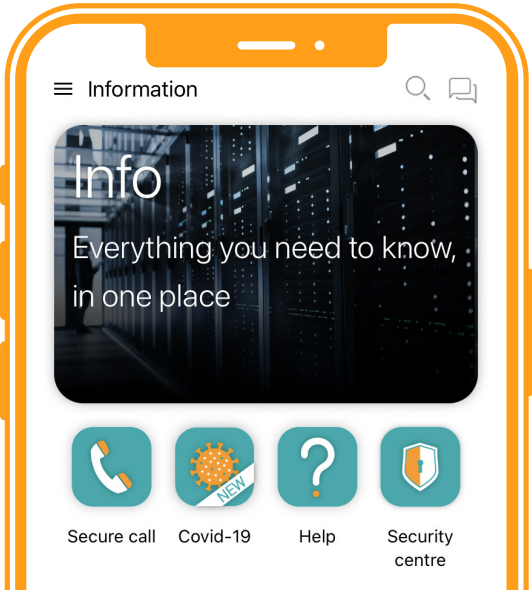 Information
Info
Everything you need to know,
in one place
NEW
Secure call
Covid-19
Help
Security
centre